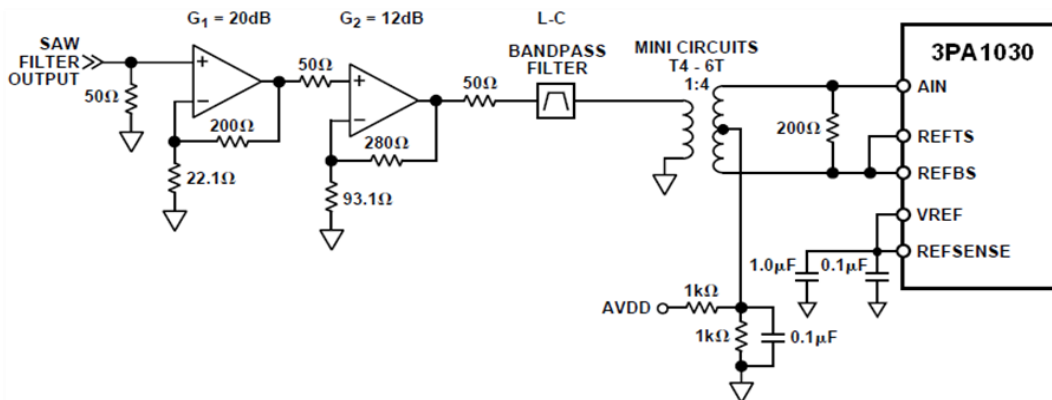 G1 = 20dB
G2 = 12dB
L-C
BANDPASS
FILTER
MINI CIRCUITS
T4 - 6T
1:4
3PA1030
SAW
FILTER
OUTPUT
50Ω
200Ω
22.1Ω
50Ω
280Ω
93.1Ω
50Ω
200Ω
AIN
REFTS
REFBS
VREF
REFSENSE
1.0µF
0.1µF
AVDD
1kΩ
1kΩ
0.1µF